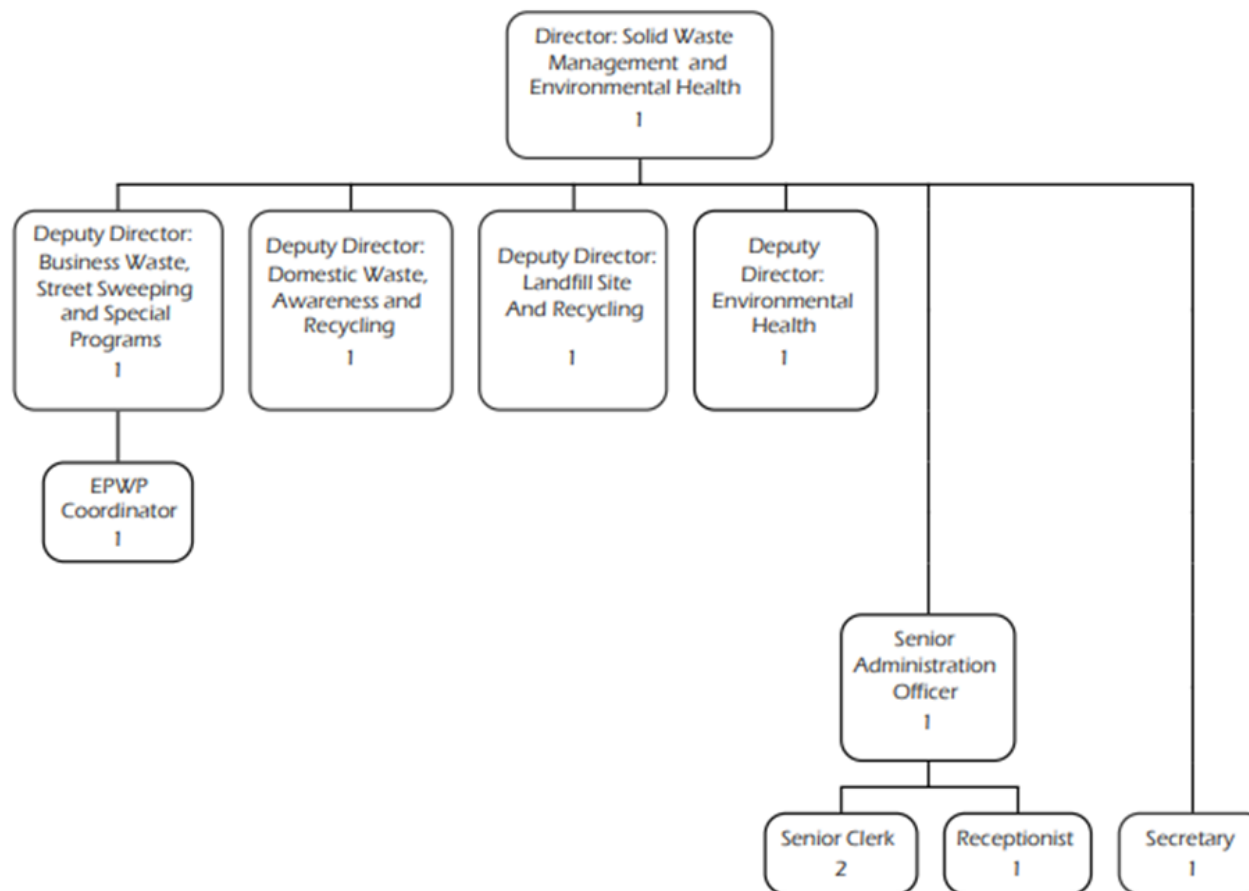 Director: Solid Waste
Management and
Environmental Health
1
Deputy Director:
Business Waste,
Street Sweeping
and Special
Programs
1
Deputy Director:
Domestic Waste,
Awareness and
Recycling
1
Deputy Director:
Landfill Site
And Recycling
1
Deputy
Director:
Environmental
Health
1
EPWP
Coordinator
1
Senior
Administration
Officer
1
Senior Clerk
2
Receptionist
1
Secretary
1